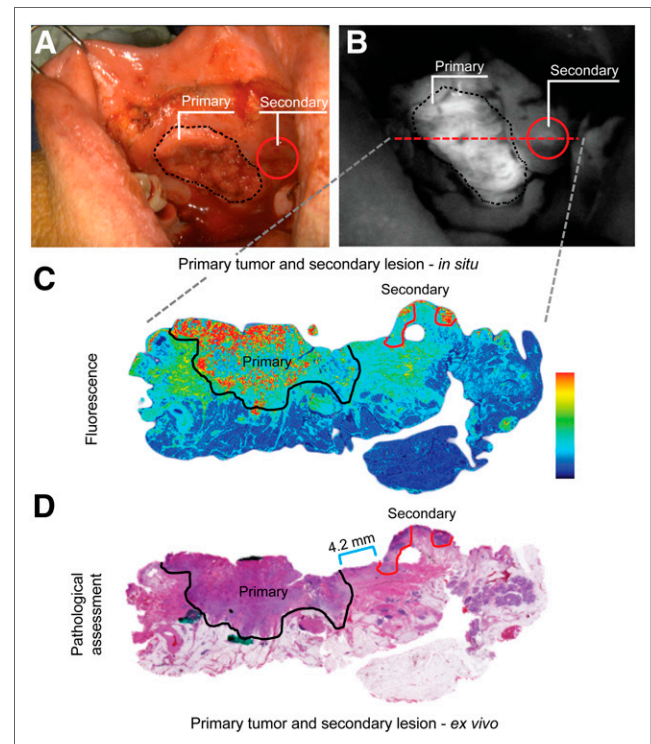 A
B
Primary
Secondary
Primary
Secondary
Primary tumor and secondary lesion - in situ
C
Secondary
Primary
Fluorescence
D
Secondary
4.2 mm
Primary
Pathological
assessment
Primary tumor and secondary lesion - ex vivo